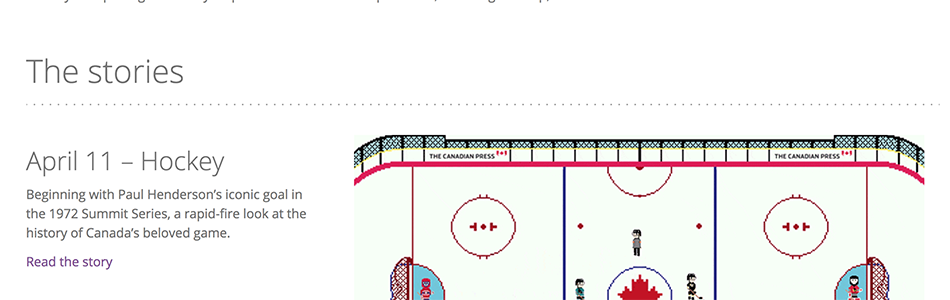 The stories
April 11 – Hockey
Beginning with Paul Henderson’s iconic goal in
the 1972 Summit Series, a rapid-fire look at the
history of Canada’s beloved game.
Read the story
THE CANADIAN PRESS
THE CANADIAN PRESS